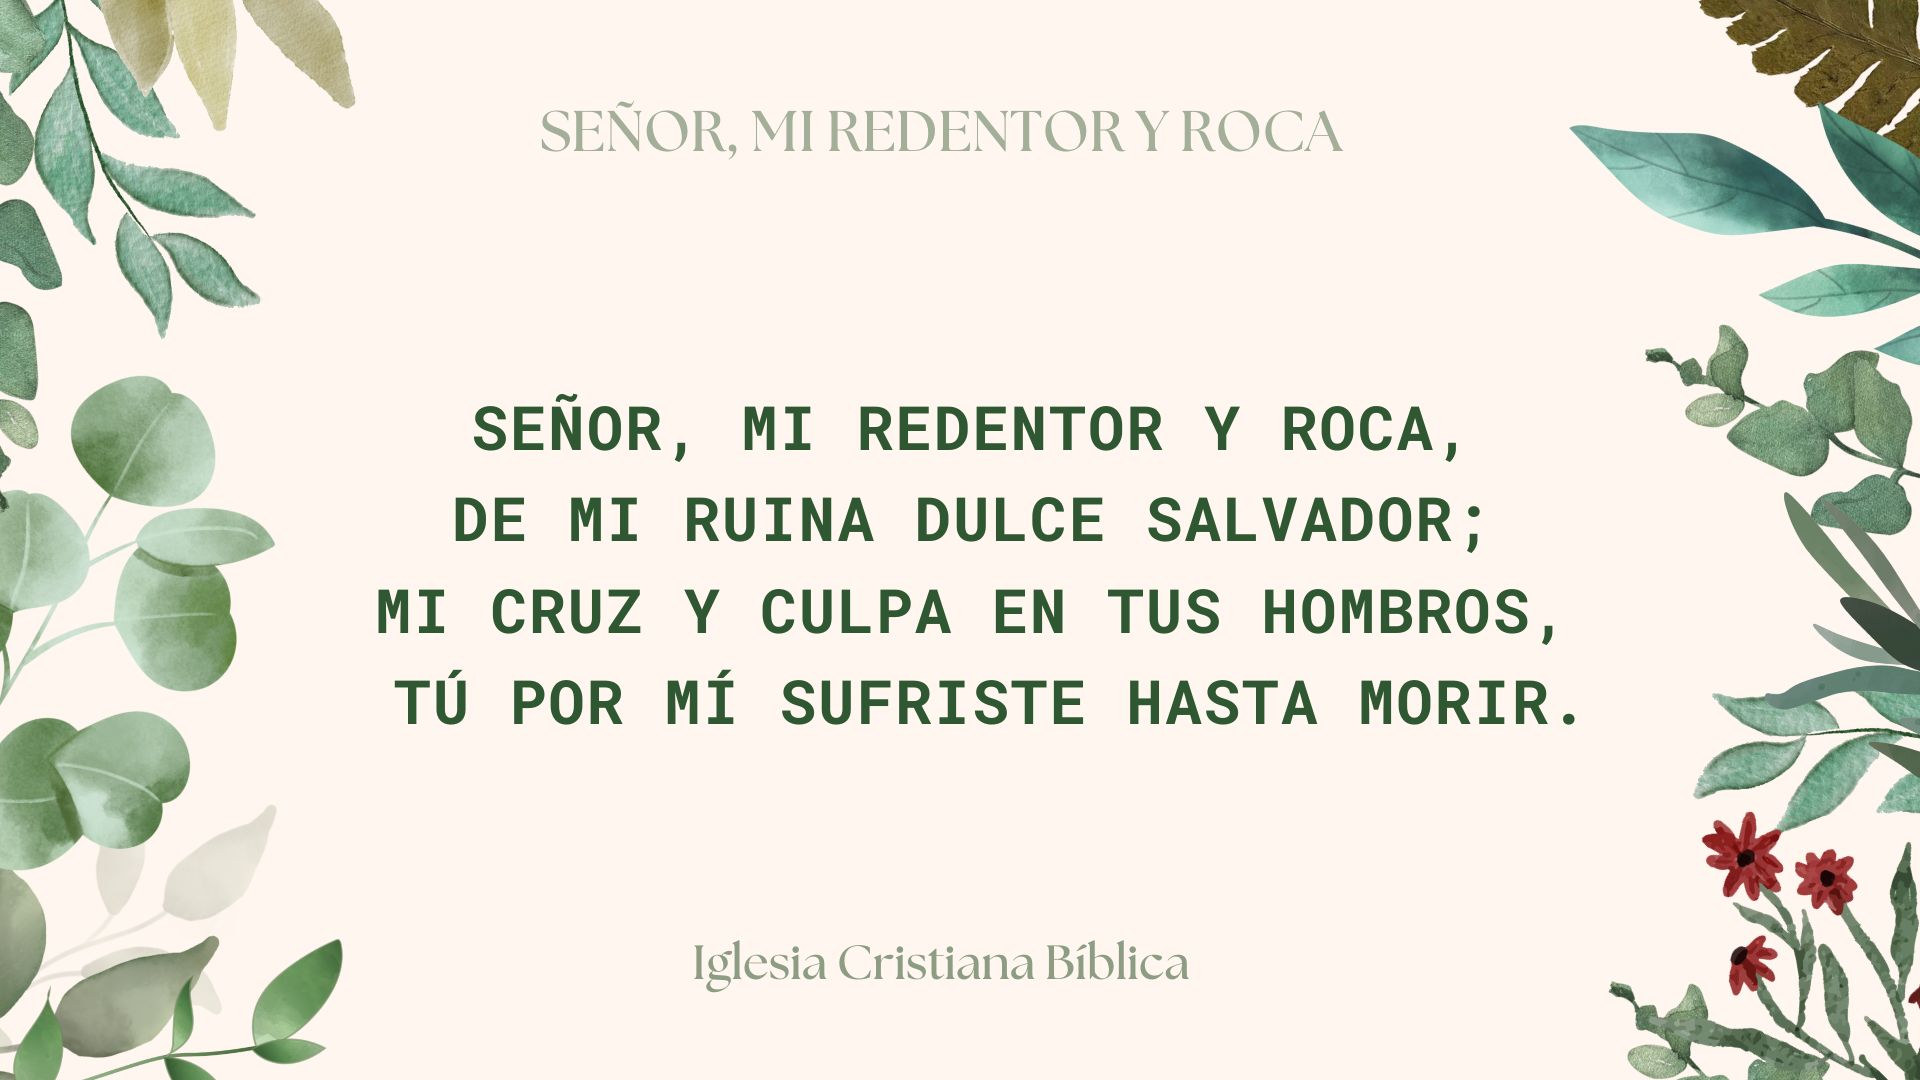 SEÑOR, MI REDENTOR Y ROCA
SEÑOR, MI REDENTOR Y ROCA,
DE MI RUINA DULCE SALVADOR;
MI CRUZ Y CULPA EN TUS HOMBROS,
TÚ POR MÍ SUFRISTE HASTA MORIR.
Iglesia Cristiana Bíblica